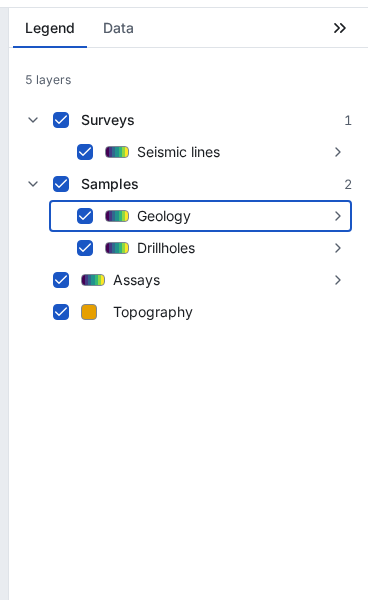 Legend Data
5 layers
Surveys 1
Seismic lines
Samples 2
Geology
Drillholes
Assays
Topography